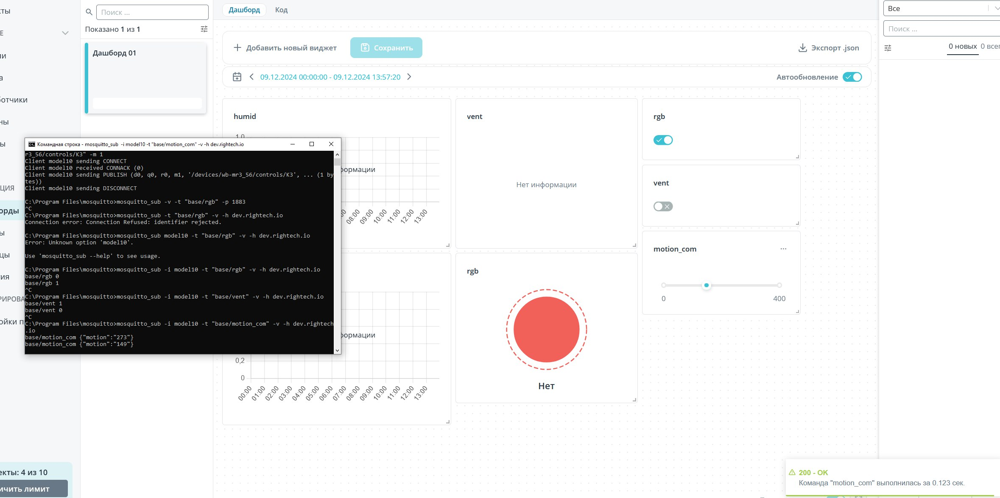 кты
Е
ли
а
ботчики
ны
ы
ЦИЯ
орды
ы
цы
ия
РИРОВА
ойки п
екты: 4 из 10
ичить лимит
Поиск ...
Показано 1 из 1
Дашборд 01
Дашборд Код
Добавить новый виджет Сохранить Экспорт .json
09.12.2024 00:00:00 - 09.12.2024 13:57:20 Автообновление
humid
1,0
формации
08:00 09:00 10:00 11:00 12:00 13:00
vent
Нет информации
rgb
vent
motion_com
...
0 400
Командная строка - mosquitto_sub -i model10 -t "base/motion_com" -v -h dev.rightech.io
r3_56/controls/K3" -m 1
Client model10 sending CONNECT
Client model10 received CONNACK (0)
Client model10 sending PUBLISH (d0, q0, r0, m1, '/devices/wb-mr3_56/controls/K3', ... (1 by
tes))
Client model10 sending DISCONNECT
C:\Program Files\mosquitto>mosquitto_sub -v -t "base/rgb" -p 1883
^C
C:\Program Files\mosquitto>mosquitto_sub -t "base/rgb" -v -h dev.rightech.io
Connection error: Connection Refused: identifier rejected.
C:\Program Files\mosquitto>mosquitto_sub model10 -t "base/rgb" -v -h dev.rightech.io
Error: Unknown option 'model10'.
Use 'mosquitto_sub --help' to see usage.
C:\Program Files\mosquitto>mosquitto_sub -i model10 -t "base/rgb" -v -h dev.rightech.io
base/rgb 0
base/rgb 1
^C
C:\Program Files\mosquitto>mosquitto_sub -i model10 -t "base/vent" -v -h dev.rightech.io
base/vent 1
base/vent 0
^C
C:\Program Files\mosquitto>mosquitto_sub -i model10 -t "base/motion_com" -v -h dev.rightech
.io
base/motion_com {"motion":"273"}
base/motion_com {"motion":"149"}
формации
0,2
0
00:00 01:00 02:00 03:00 04:00 05:00 06:00 07:00 08:00 09:00 10:00 11:00 12:00 13:00
rgb
Нет
Все
Поиск ...
0 новых 0 всег
200 - OK
Команда "motion_com" выполнилась за 0.123 сек.